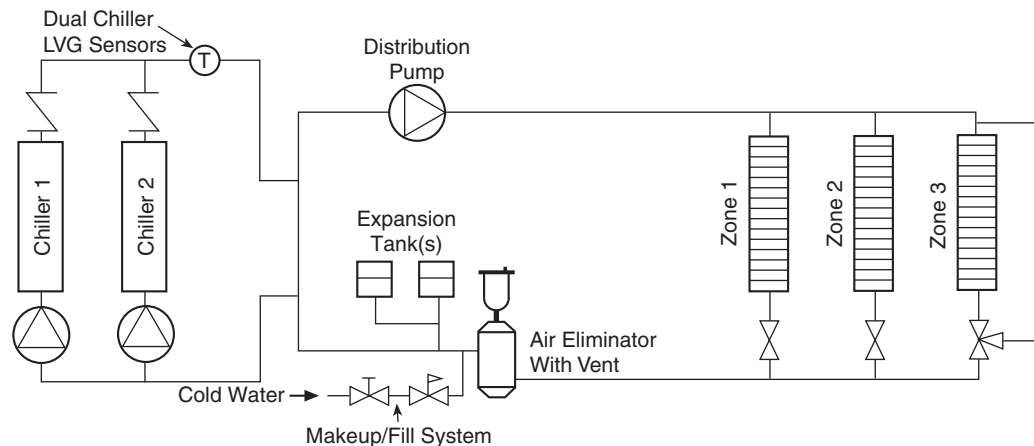 Dual Chiller
LVG Sensors
T
Distribution
Pump
Chiller 1
Chiller 2
Zone 1
Zone 2
Zone 3
Expansion
Tank(s)
Air Eliminator
With Vent
Cold Water
Makeup/Fill System